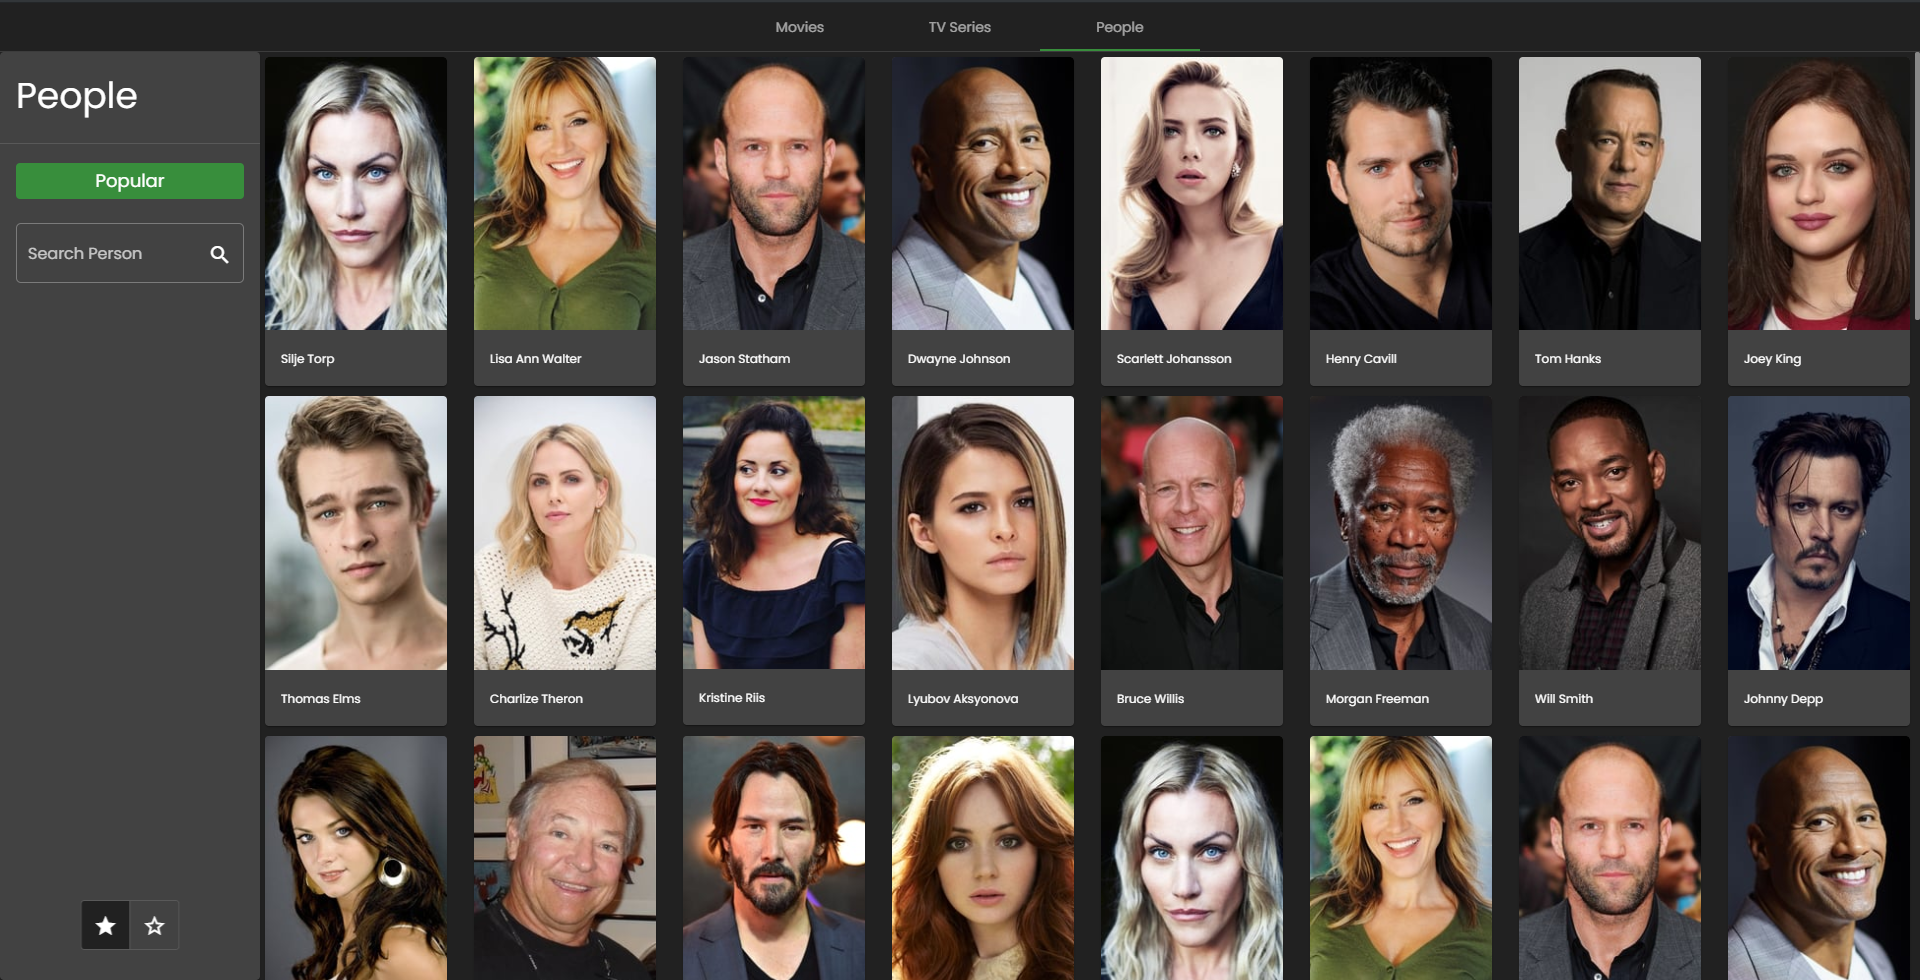 Movies
TV Series
People
People
Popular
Search Person
Silje Torp
Lisa Ann Walter
Jason Statham
Dwayne Johnson
Scarlett Johansson
Henry Cavill
Tom Hanks
Joey King
Thomas Elms
Charlize Theron
Kristine Riis
Lyubov Aksyonova
Bruce Willis
Morgan Freeman
Will Smith
Johnny Depp